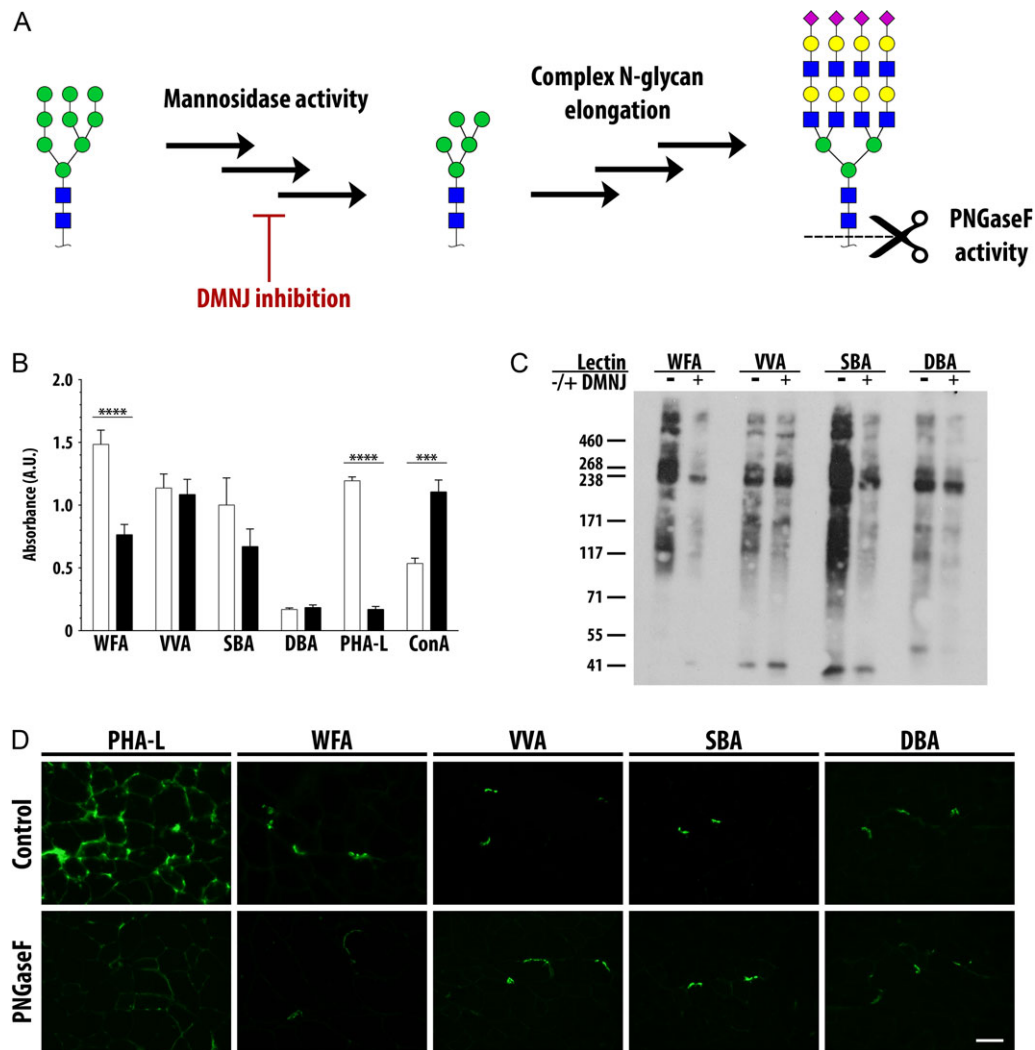 A
Mannosidase activity
Complex N-glycan
elongation
PNGaseF
activity
DMNJ inhibition
B
Absorbance (A.U.)
2.0
1.5
1.0
0.5
0
****
****
***
WFA VVA SBA DBA PHA-L ConA
C
Lectin WFA VVA SBA DBA
-/+ DMNJ - + - + - + - +
460
268
238
171
117
71
55
41
D
PHA-L WFA VVA SBA DBA
Control
PNGaseF